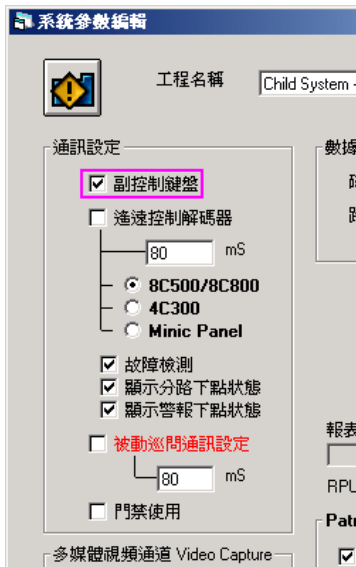 系統參數編輯
工程名稱 Child System -
通訊設定
副控制鍵盤
遙遠控制解碼器
80 mS
8C500/8C800
4C300
Minic Panel
故障檢測
顯示分路下點狀態
顯示警報下點狀態
被動巡問通訊設定
80 mS
門禁使用
多媒體視頻通道 Video Capture
數據
報表
RPU
Pat